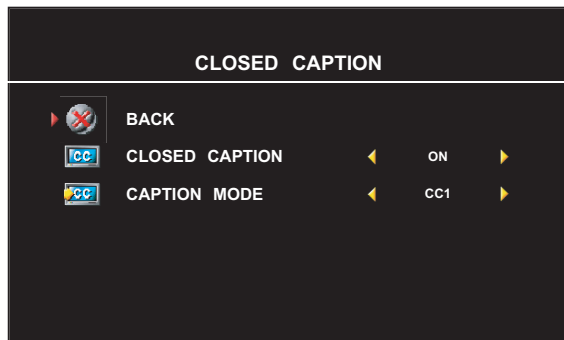 CLOSED CAPTION
BACK
CC CLOSED CAPTION ON
CC CAPTION MODE CC1